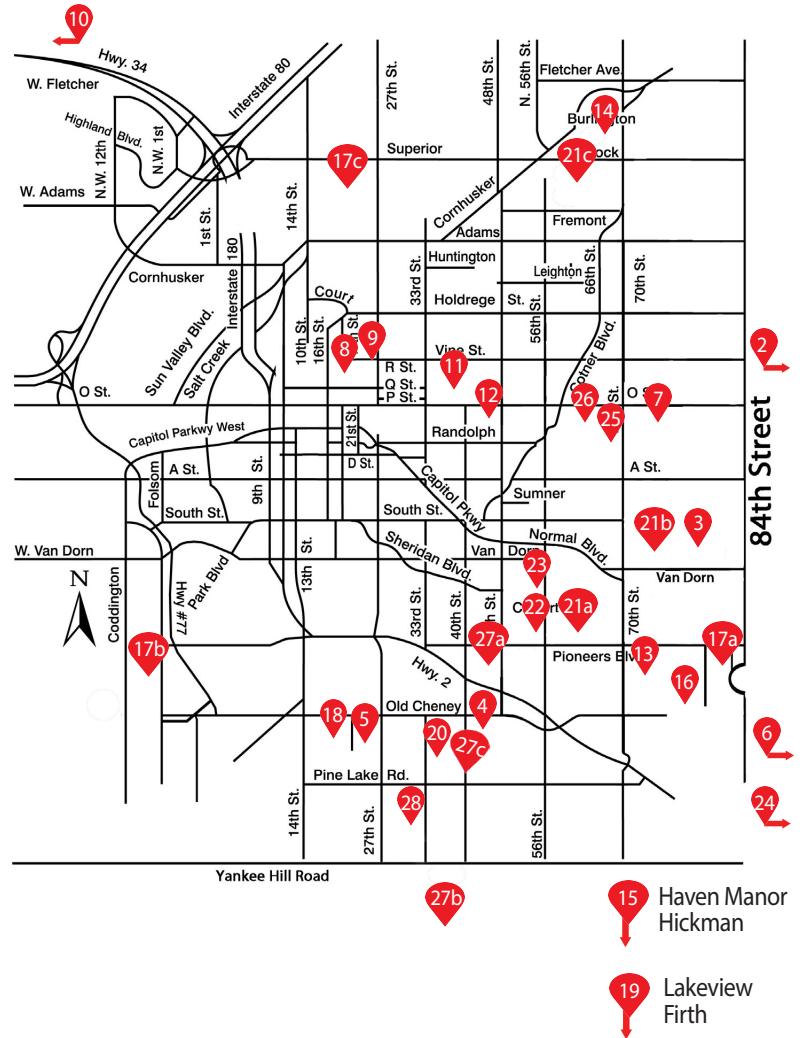 10
Hwy. 34
W. Fletcher
Interstate 80
27th St.
48th St.
N. 56th St.
Fletcher Ave.
Highland Blvd.
N.W. 12th
N.W. 1st
14
17c
Superior
21c
W. Adams
1st St.
14th St.
Cornhusker
Fremont
Adams
Interstate 180
33rd St.
Huntington
Leighton
66th St.
70th St.
Cornhusker
Court
Holdrege St.
56th St.
Sun Valley Blvd.
Salt Creek
10th St.
16th St.
8
9
Vine St.
11
Cotner Blvd.
2
R St.
Q St.
P St.
O St.
12
26
St.
25
7
84th Street
Capitol Parkwy West
21st St.
Randolph
D St.
Folsom
A St.
9th St.
Capitol Pkwy
A St.
Sumner
South St.
South St.
21b
3
W. Van Dorn
Sheridan Blvd.
Van Dorn
Normal Blvd.
Van Dorn
N
Coddington
Hwy #77
Park Blvd
13th St.
33rd St.
40th St.
23
22
21a
70th St.
17b
27a
Pioneers
13
17a
Hwy. 2
16
18
5
Old Cheney
4
20
27c
6
Pine Lake Rd.
28
24
14th St.
27th St.
56th St.
Yankee Hill Road
27b
15
Haven Manor
Hickman
19
Lakeview
Firth